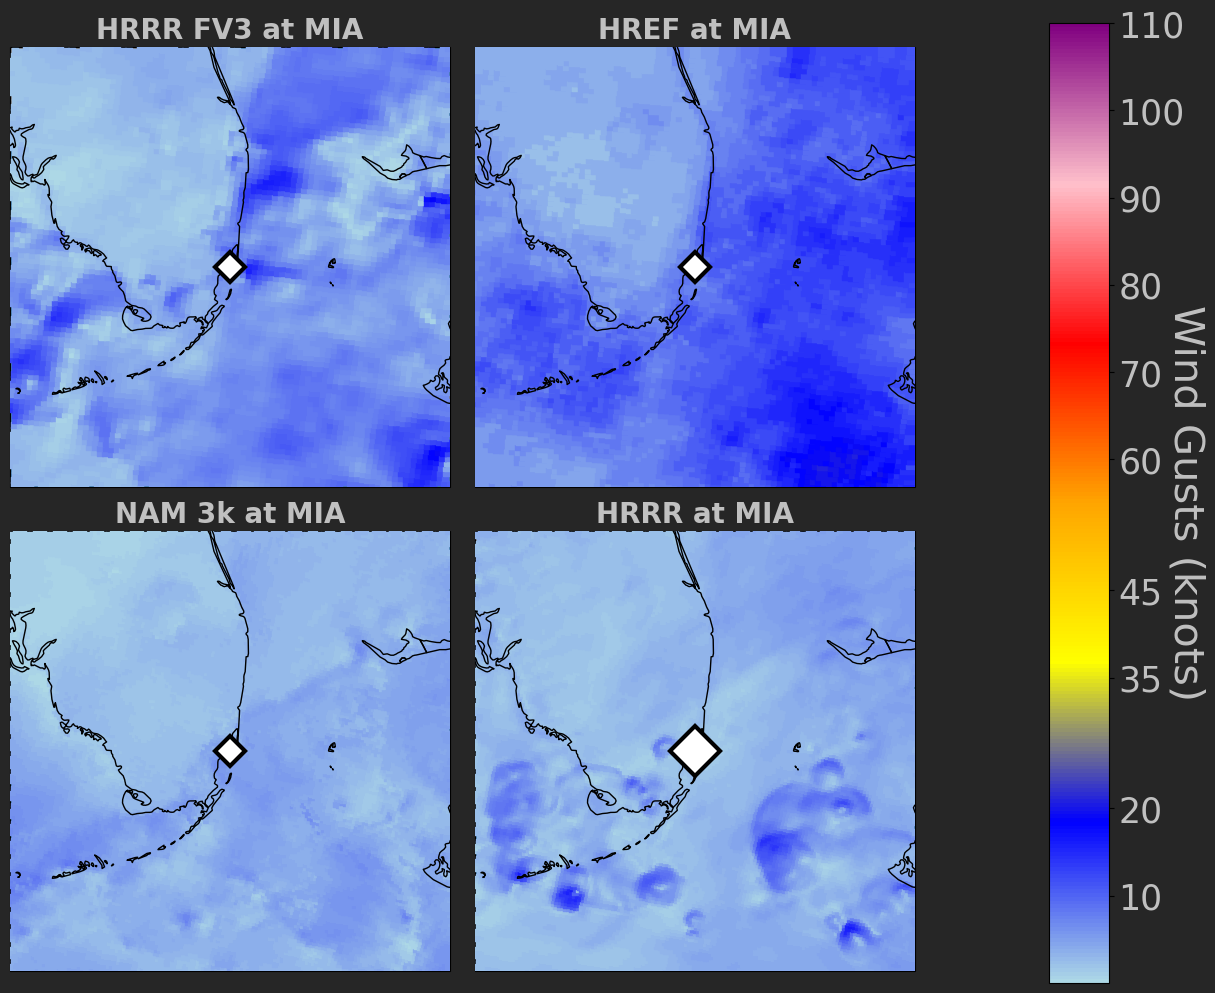 HRRR FV3 at MIA
HREF at MIA
NAM 3k at MIA
HRRR at MIA
110
100
90
80
70
60
45
35
20
10
Wind Gusts (knots)